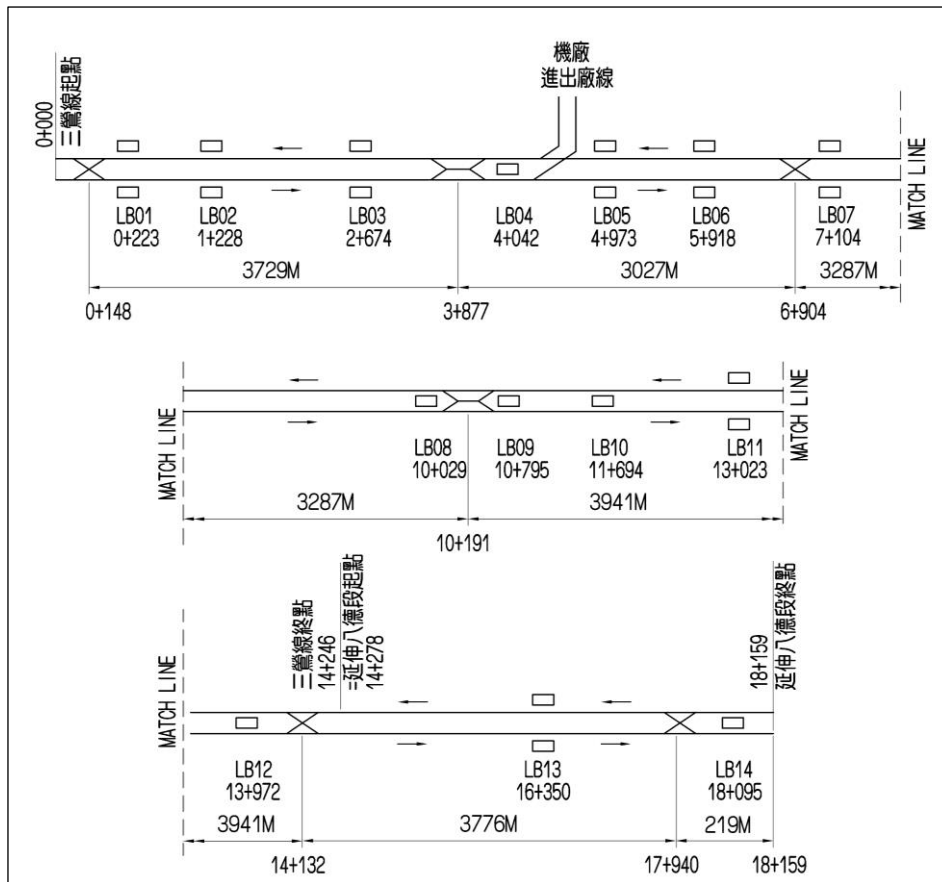 機廠
進出廠線
0+000
三鶯線起點
MATCH LINE
LB01
0+223
LB02
1+228
LB03
2+674
LB04
4+042
LB05
4+973
LB06
5+918
LB07
7+104
3729M
3027M
3287M
0+148
3+877
6+904
MATCH LINE
MATCH LINE
LB08
10+029
LB09
10+795
LB10
11+694
LB11
13+023
3287M
3941M
10+191
MATCH LINE
三鶯線終點
14+246
=延伸八德段起點
14+278
18+159
延伸八德段終點
LB12
13+972
LB13
16+350
LB14
18+095
3941M
3776M
219M
14+132
17+940
18+159